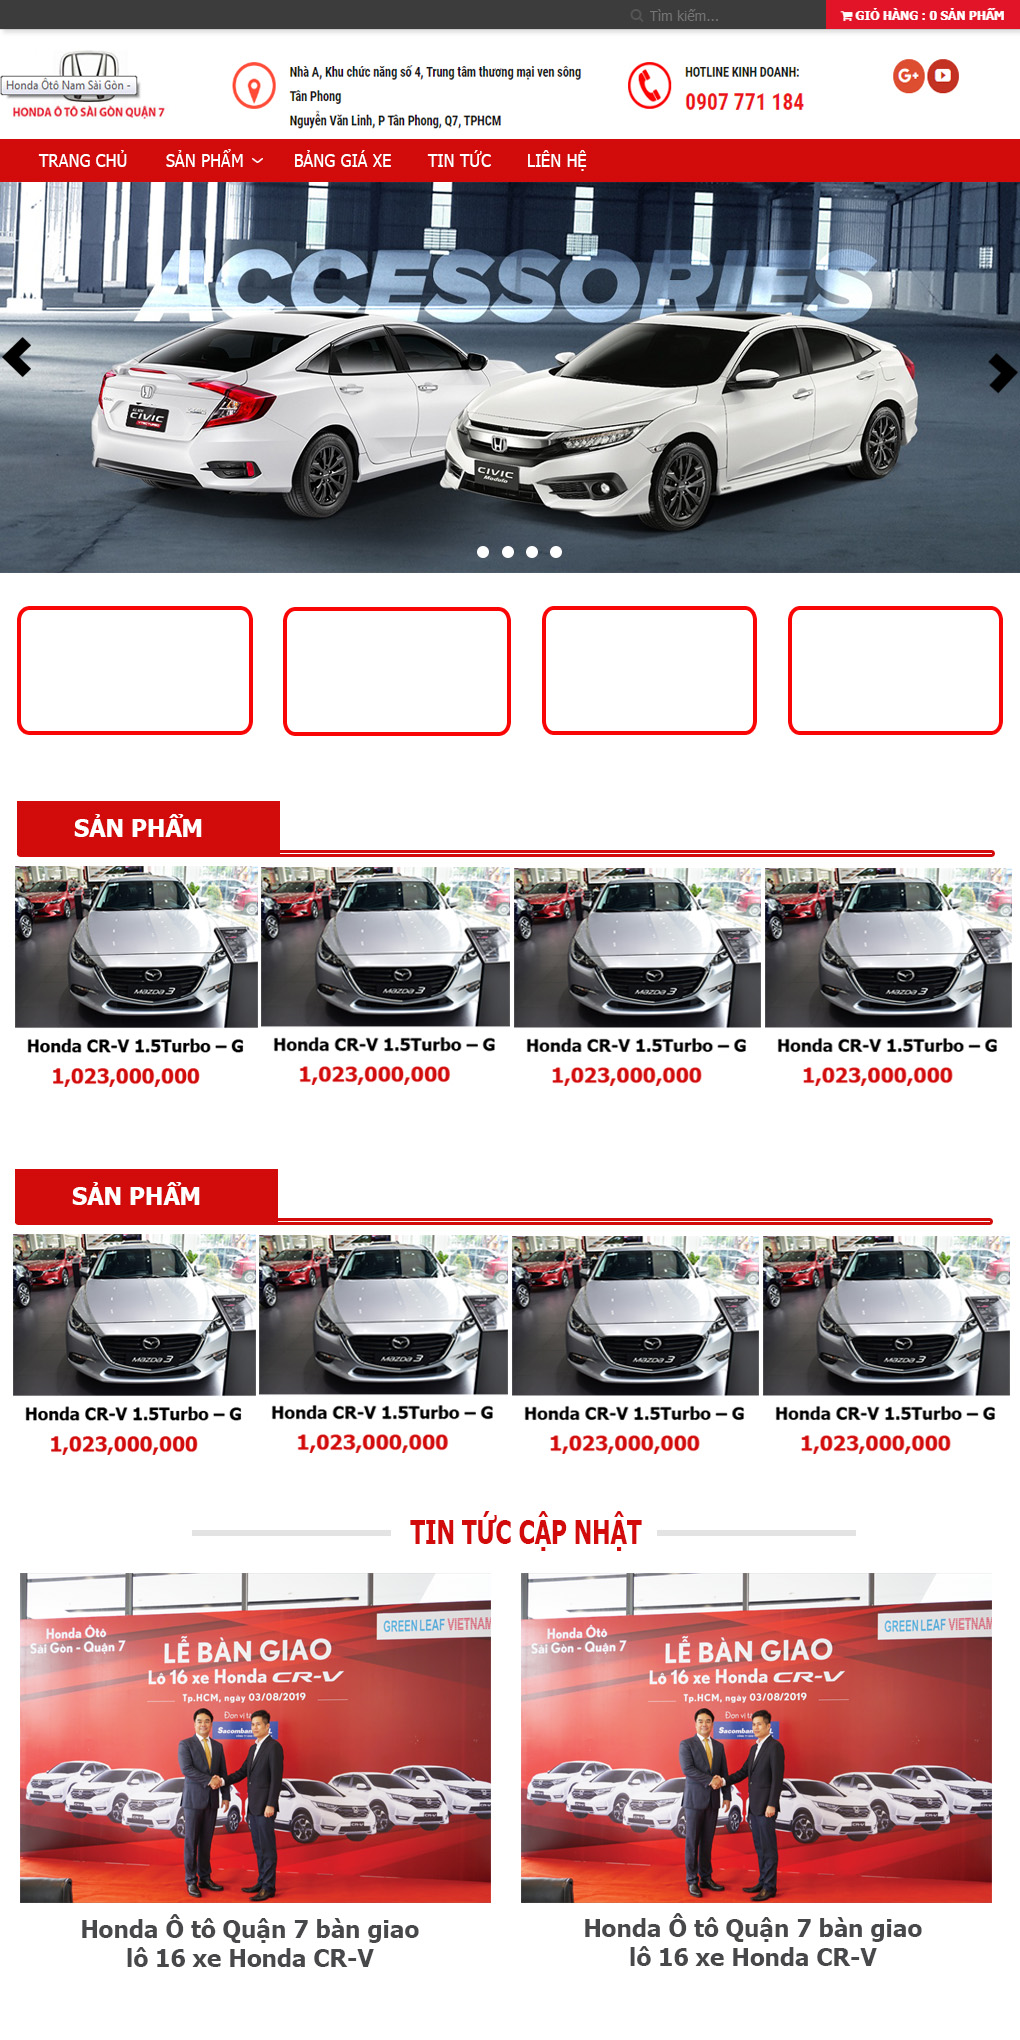 Tìm kiếm...
GIỎ HÀNG : 0 SẢN PHẨM
Honda Ôtô Nam Sài Gòn -
HONDA Ô TÔ SÀI GÒN QUẬN 7
Nhà A, Khu chức năng số 4, Trung tâm thương mại ven sông
Tân Phong
Nguyễn Văn Linh, P Tân Phong, Q7, TPHCM
HOTLINE KINH DOANH:
0907 771 184
G+
TRANG CHỦ SẢN PHẨM BẢNG GIÁ XE TIN TỨC LIÊN HỆ
ACCESSORIES
CIVIC
CIVIC
Modulo
SẢN PHẨM
mazda 3 mazda 3 mazda 3 mazda 3
Honda CR-V 1.5Turbo – G Honda CR-V 1.5Turbo – G Honda CR-V 1.5Turbo – G Honda CR-V 1.5Turbo – G
1,023,000,000 1,023,000,000 1,023,000,000 1,023,000,000
SẢN PHẨM
mazda 3 mazda 3 mazda 3 mazda 3
Honda CR-V 1.5Turbo – G Honda CR-V 1.5Turbo – G Honda CR-V 1.5Turbo – G Honda CR-V 1.5Turbo – G
1,023,000,000 1,023,000,000 1,023,000,000 1,023,000,000
TIN TỨC CẬP NHẬT
Honda Ôtô
Sài Gòn - Quận 7
GREEN LEAF VIETNAM
LỄ BÀN GIAO
Lô 16 xe Honda CR-V
Tp.HCM, ngày 03/08/2019
Đơn vị
Sacomban
Honda Ô tô Quận 7 bàn giao
lô 16 xe Honda CR-V
Honda Ôtô
Sài Gòn - Quận 7
GREEN LEAF VIETNAM
LỄ BÀN GIAO
Lô 16 xe Honda CR-V
Tp.HCM, ngày 03/08/2019
Đơn vị
Sacomban
Honda Ô tô Quận 7 bàn giao
lô 16 xe Honda CR-V